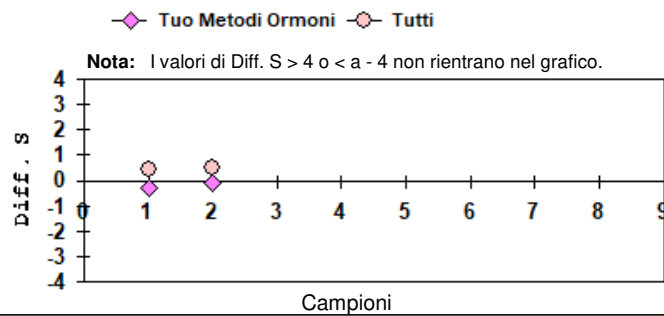 Tuo Metodi Ormoni Tutti
Nota: I valori di Diff. S > 4 o < a - 4 non rientrano nel grafico.
4
3
2
1
0
-1
-2
-3
-4
Diff. S
0 1 2 3 4 5 6 7 8 9
Campioni